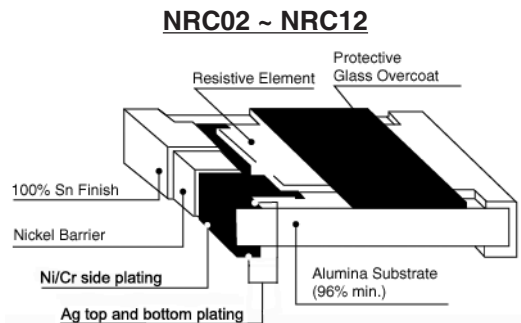 NRC02 ~ NRC12
Protective
Glass Overcoat
Resistive Element
100% Sn Finish
Nickel Barrier
Ni/Cr side plating
Ag top and bottom plating
Alumina Substrate
(96% min.)